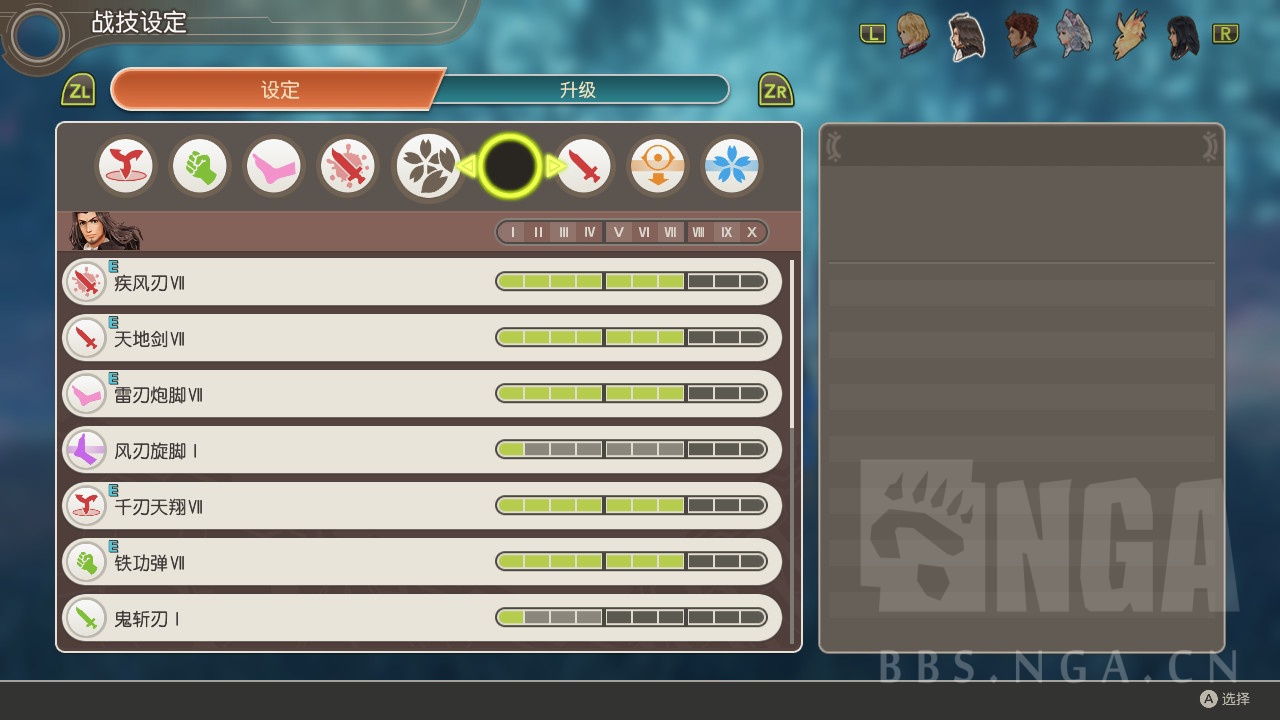 战技设定
L
R
ZL
设定
升级
ZR
I II III IV V VI VII VIII IX X
E
疾风刃VII
E
天地剑VII
E
雷刃炮脚VII
风刃旋脚I
E
千刃天翔VII
E
铁功弹VII
鬼斩刃I
NGA
BBS.NGA.CN
A 选择